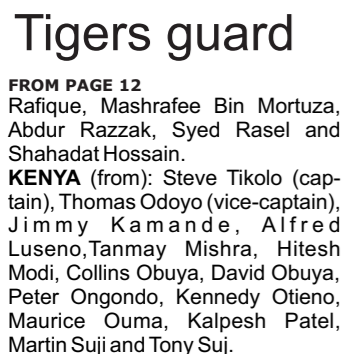 Tigers guard
FROM PAGE 12
Rafique, Mashrafee Bin Mortuza,
Abdur Razzak, Syed Rasel and
Shahadat Hossain.
KENYA (from): Steve Tikolo (cap-
tain), Thomas Odoyo (vice-captain),
Jimmy Kamande, Alfred
Luseno,Tanmay Mishra, Hitesh
Modi, Collins Obuya, David Obuya,
Peter Ongondo, Kennedy Otieno,
Maurice Ouma, Kalpesh Patel,
Martin Suji and Tony Suj.